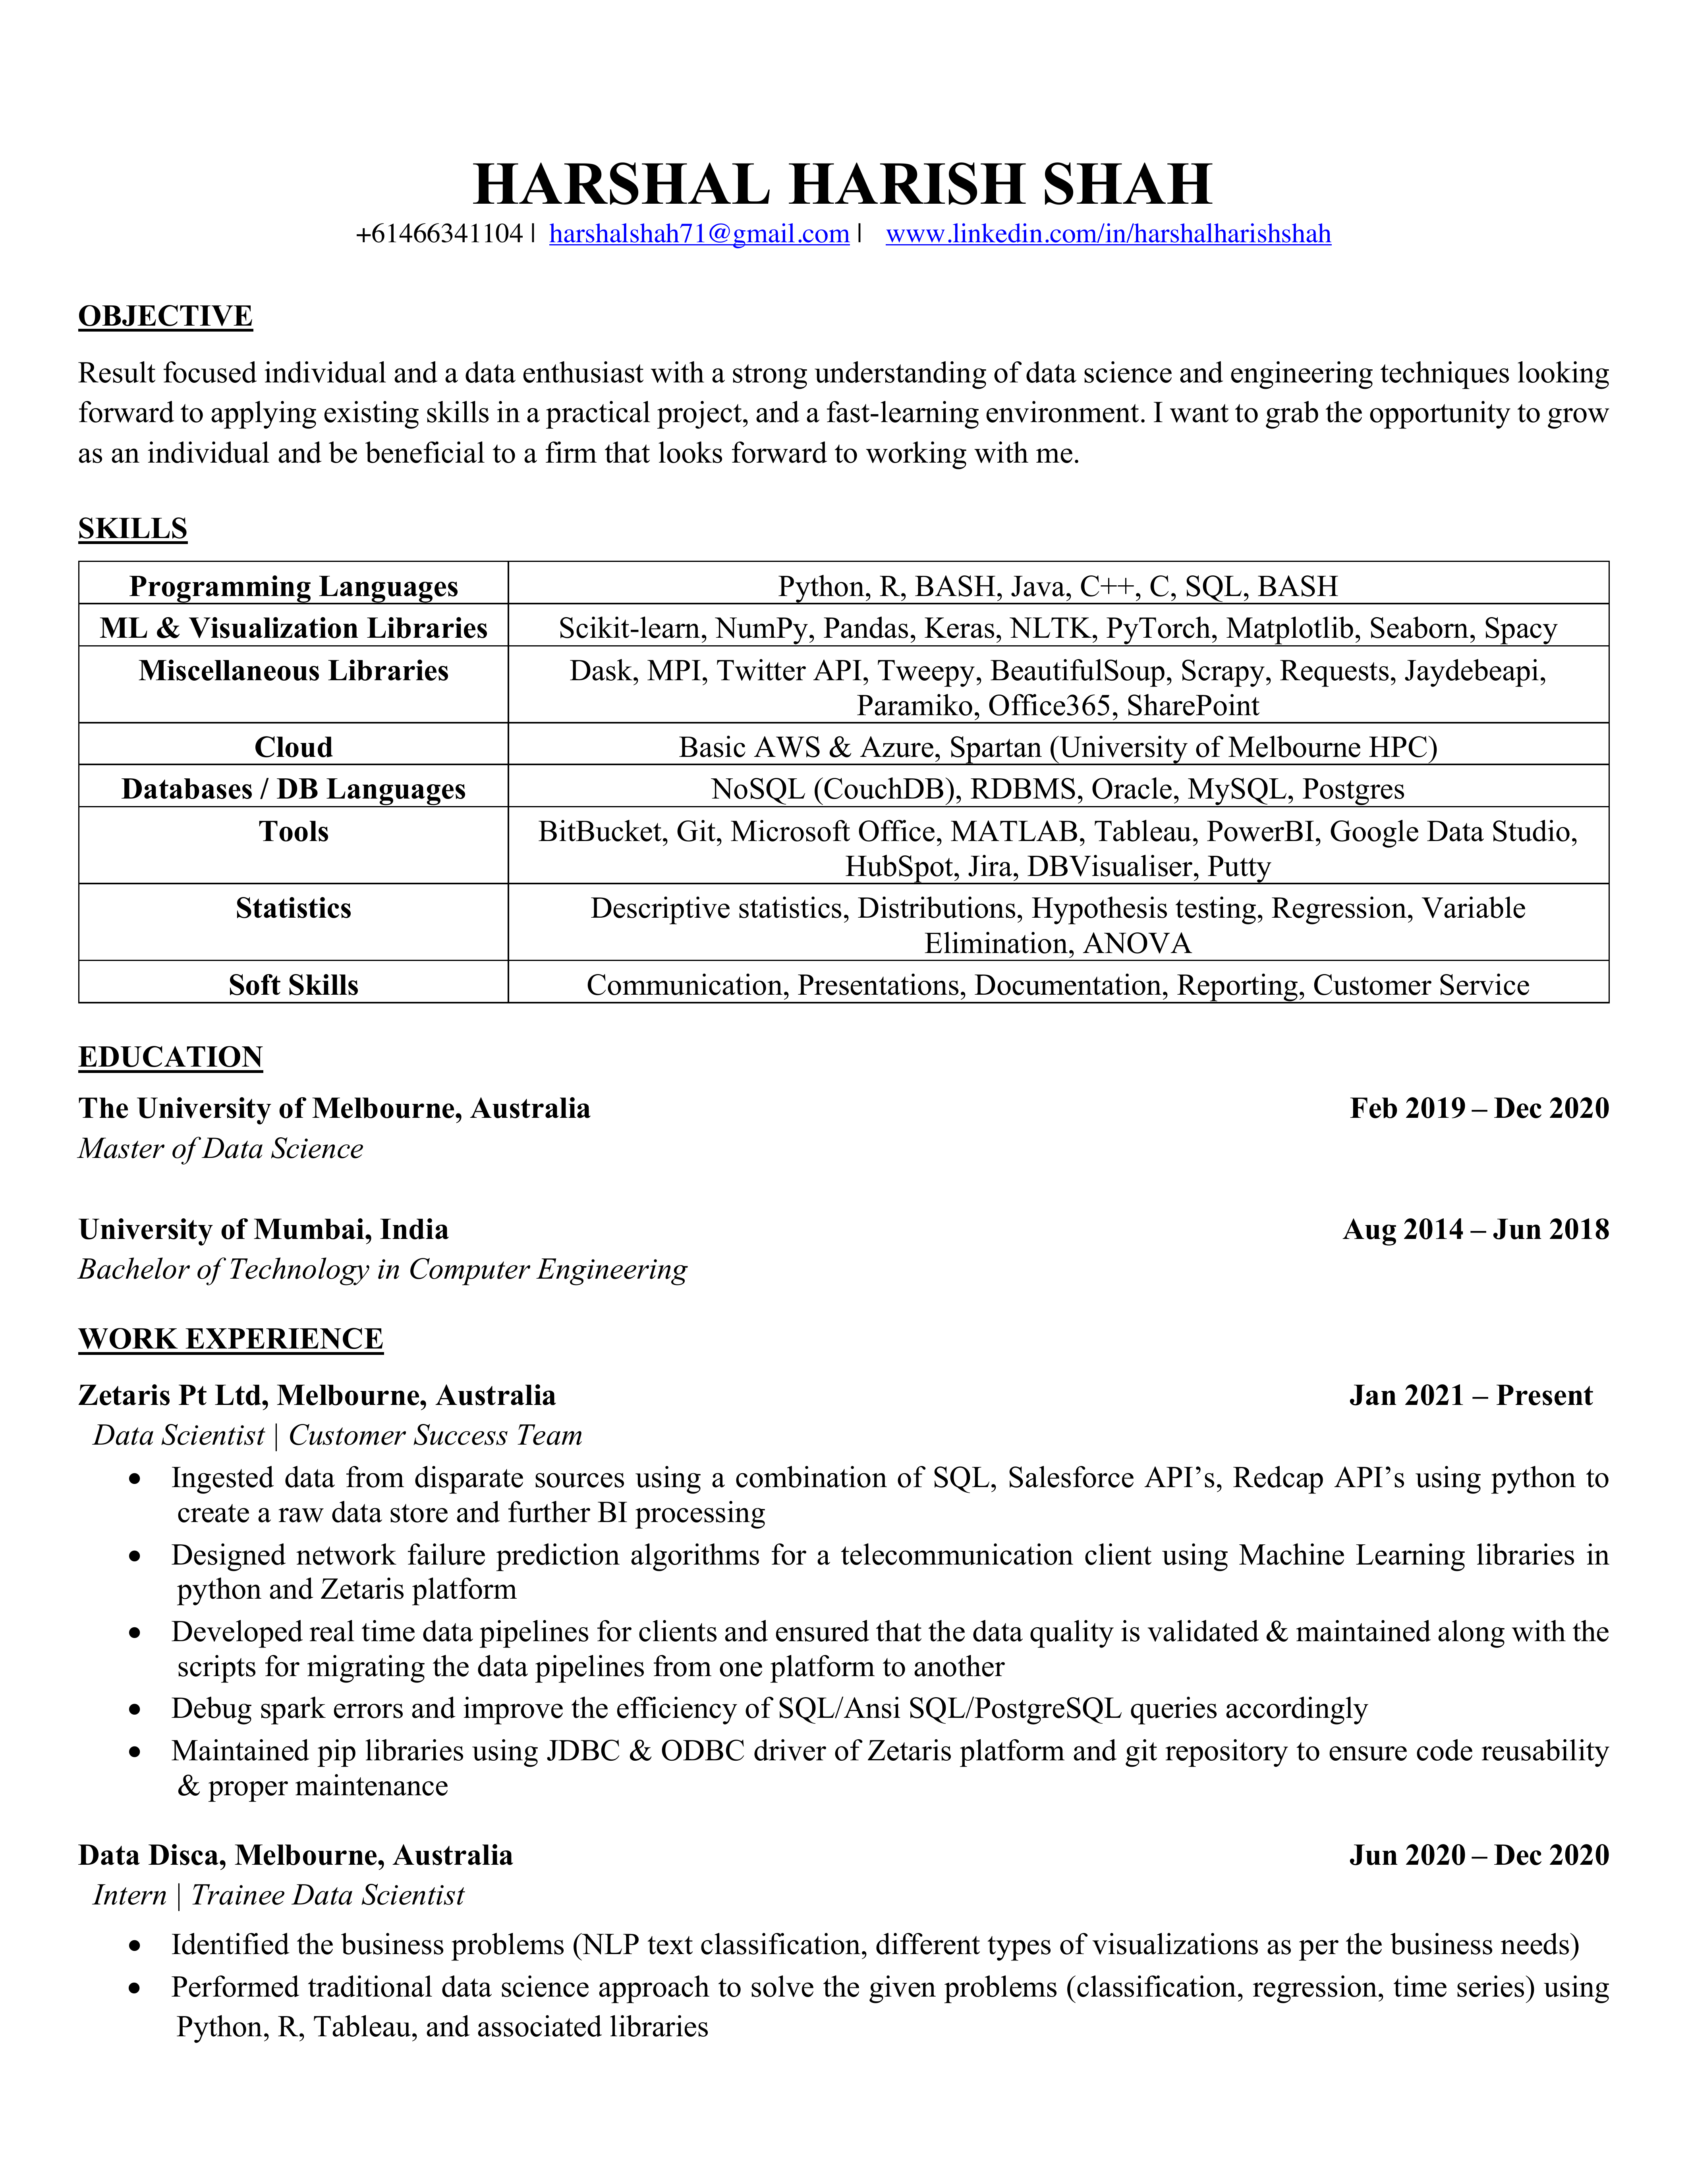 HARSHAL HARISH SHAH
+61466341104 | harshalshah71@gmail.com | www.linkedin.com/in/harshalharishshah
OBJECTIVE
Result focused individual and a data enthusiast with a strong understanding of data science and engineering techniques looking
forward to applying existing skills in a practical project, and a fast-learning environment. I want to grab the opportunity to grow
as an individual and be beneficial to a firm that looks forward to working with me.
SKILLS
Programming Languages Python, R, BASH, Java, C++, C, SQL, BASH
ML & Visualization Libraries Scikit-learn, NumPy, Pandas, Keras, NLTK, PyTorch, Matplotlib, Seaborn, Spacy
Miscellaneous Libraries Dask, MPI, Twitter API, Tweepy, BeautifulSoup, Scrapy, Requests, Jaydebeapi,
Paramiko, Office365, SharePoint
Cloud Basic AWS & Azure, Spartan (University of Melbourne HPC)
Databases / DB Languages NoSQL (CouchDB), RDBMS, Oracle, MySQL, Postgres
Tools BitBucket, Git, Microsoft Office, MATLAB, Tableau, PowerBI, Google Data Studio,
HubSpot, Jira, DBVisualiser, Putty
Statistics Descriptive statistics, Distributions, Hypothesis testing, Regression, Variable
Elimination, ANOVA
Soft Skills Communication, Presentations, Documentation, Reporting, Customer Service
EDUCATION
The University of Melbourne, Australia Feb 2019 – Dec 2020
Master of Data Science
University of Mumbai, India Aug 2014 – Jun 2018
Bachelor of Technology in Computer Engineering
WORK EXPERIENCE
Zetaris Pt Ltd, Melbourne, Australia Jan 2021 – Present
Data Scientist | Customer Success Team
• Ingested data from disparate sources using a combination of SQL, Salesforce API’s, Redcap API’s using python to
create a raw data store and further BI processing
• Designed network failure prediction algorithms for a telecommunication client using Machine Learning libraries in
python and Zetaris platform
• Developed real time data pipelines for clients and ensured that the data quality is validated & maintained along with the
scripts for migrating the data pipelines from one platform to another
• Debug spark errors and improve the efficiency of SQL/Ansi SQL/PostgreSQL queries accordingly
• Maintained pip libraries using JDBC & ODBC driver of Zetaris platform and git repository to ensure code reusability
& proper maintenance
Data Disca, Melbourne, Australia Jun 2020 – Dec 2020
Intern | Trainee Data Scientist
• Identified the business problems (NLP text classification, different types of visualizations as per the business needs)
• Performed traditional data science approach to solve the given problems (classification, regression, time series) using
Python, R, Tableau, and associated libraries